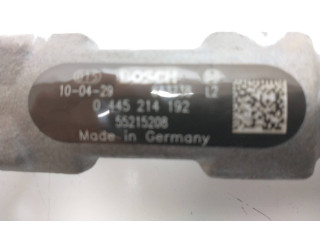 BOSCH
10-04-29 L2
0 445 214 192
55215208
Made in Germany